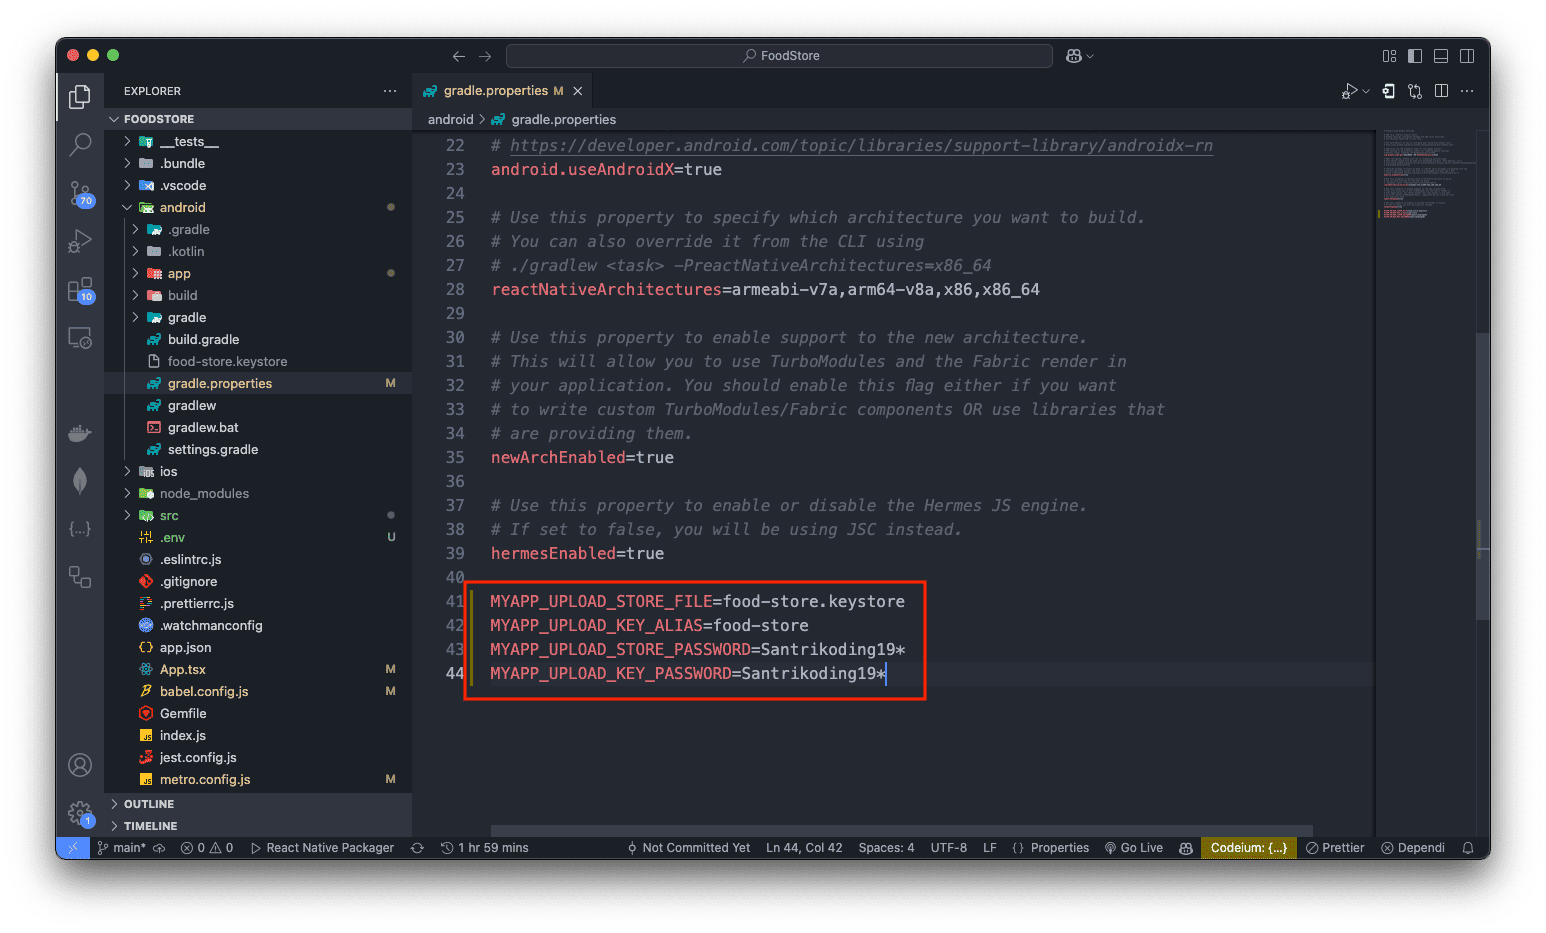 FoodStore
EXPLORER
gradle.properties M
FOODSTORE
android > gradle.properties
__tests__
.bundle
.vscode
android
.gradle
.kotlin
app
build
gradle
build.gradle
food-store.keystore
gradle.properties M
gradlew
gradlew.bat
settings.gradle
ios
node_modules
src
.env U
.eslintrc.js
.gitignore
.prettierrc.js
.watchmanconfig
app.json
App.tsx M
babel.config.js M
Gemfile
index.js
jest.config.js
metro.config.js M
OUTLINE
TIMELINE
70
10
1
22 # https://developer.android.com/topic/libraries/support-library/androidx-rn
23 android.useAndroidX=true
24
25 # Use this property to specify which architecture you want to build.
26 # You can also override it from the CLI using
27 # ./gradlew <task> -PreactNativeArchitectures=x86_64
28 reactNativeArchitectures=armeabi-v7a,arm64-v8a,x86,x86_64
29
30 # Use this property to enable support to the new architecture.
31 # This will allow you to use TurboModules and the Fabric render in
32 # your application. You should enable this flag either if you want
33 # to write custom TurboModules/Fabric components OR use libraries that
34 # are providing them.
35 newArchEnabled=true
36
37 # Use this property to enable or disable the Hermes JS engine.
38 # If set to false, you will be using JSC instead.
39 hermesEnabled=true
40
41 MYAPP_UPLOAD_STORE_FILE=food-store.keystore
42 MYAPP_UPLOAD_KEY_ALIAS=food-store
43 MYAPP_UPLOAD_STORE_PASSWORD=Santrikoding19*
44 MYAPP_UPLOAD_KEY_PASSWORD=Santrikoding19*
main* 0 0 React Native Packager 1 hr 59 mins Not Committed Yet Ln 44, Col 42 Spaces: 4 UTF-8 LF {} Properties Go Live Codeium: {...} Prettier Dependi